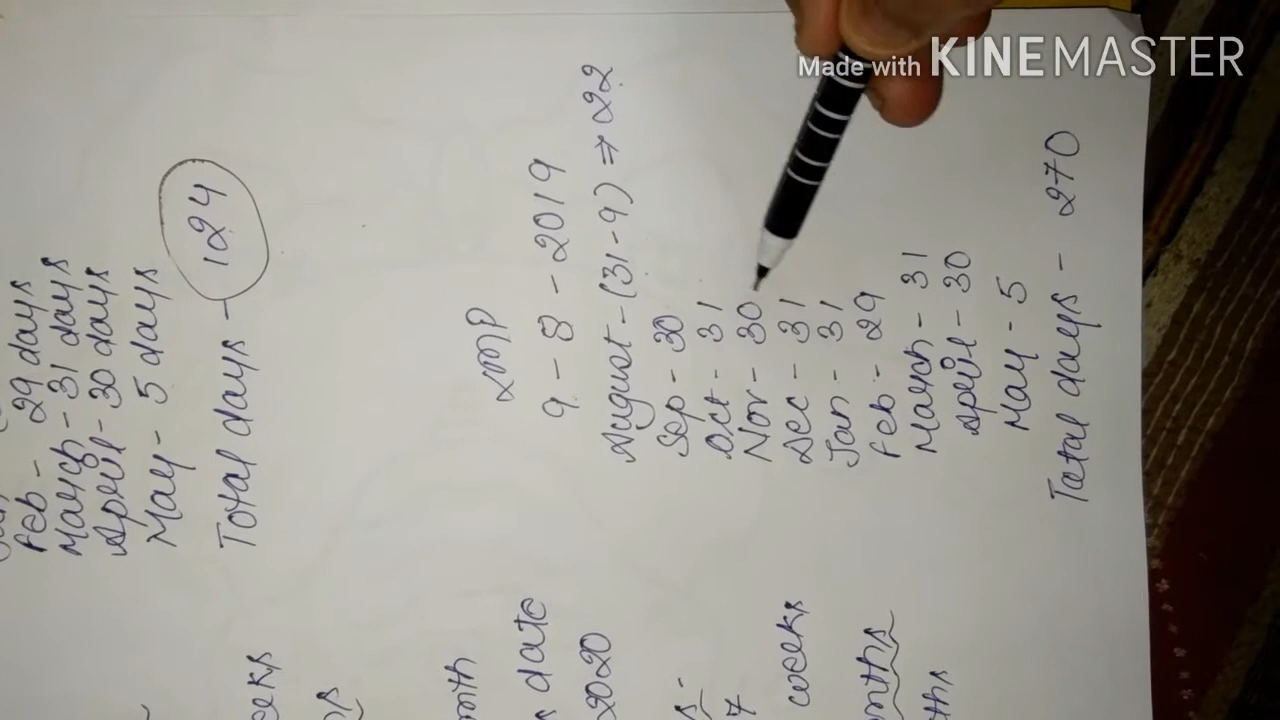 Made with KINEMASTER
Feb - 29 days
March - 31 days
April - 30 days
May - 5 days
Total days - 124
LMP
9 - 8 - 2019
August - (31-9) ⇒ 22
Sep - 30
Oct - 31
Nov - 30
Dec - 31
Jan - 31
Feb - 29
March - 31
April - 30
May - 5
Total days - 270
date
2020
7
weeks